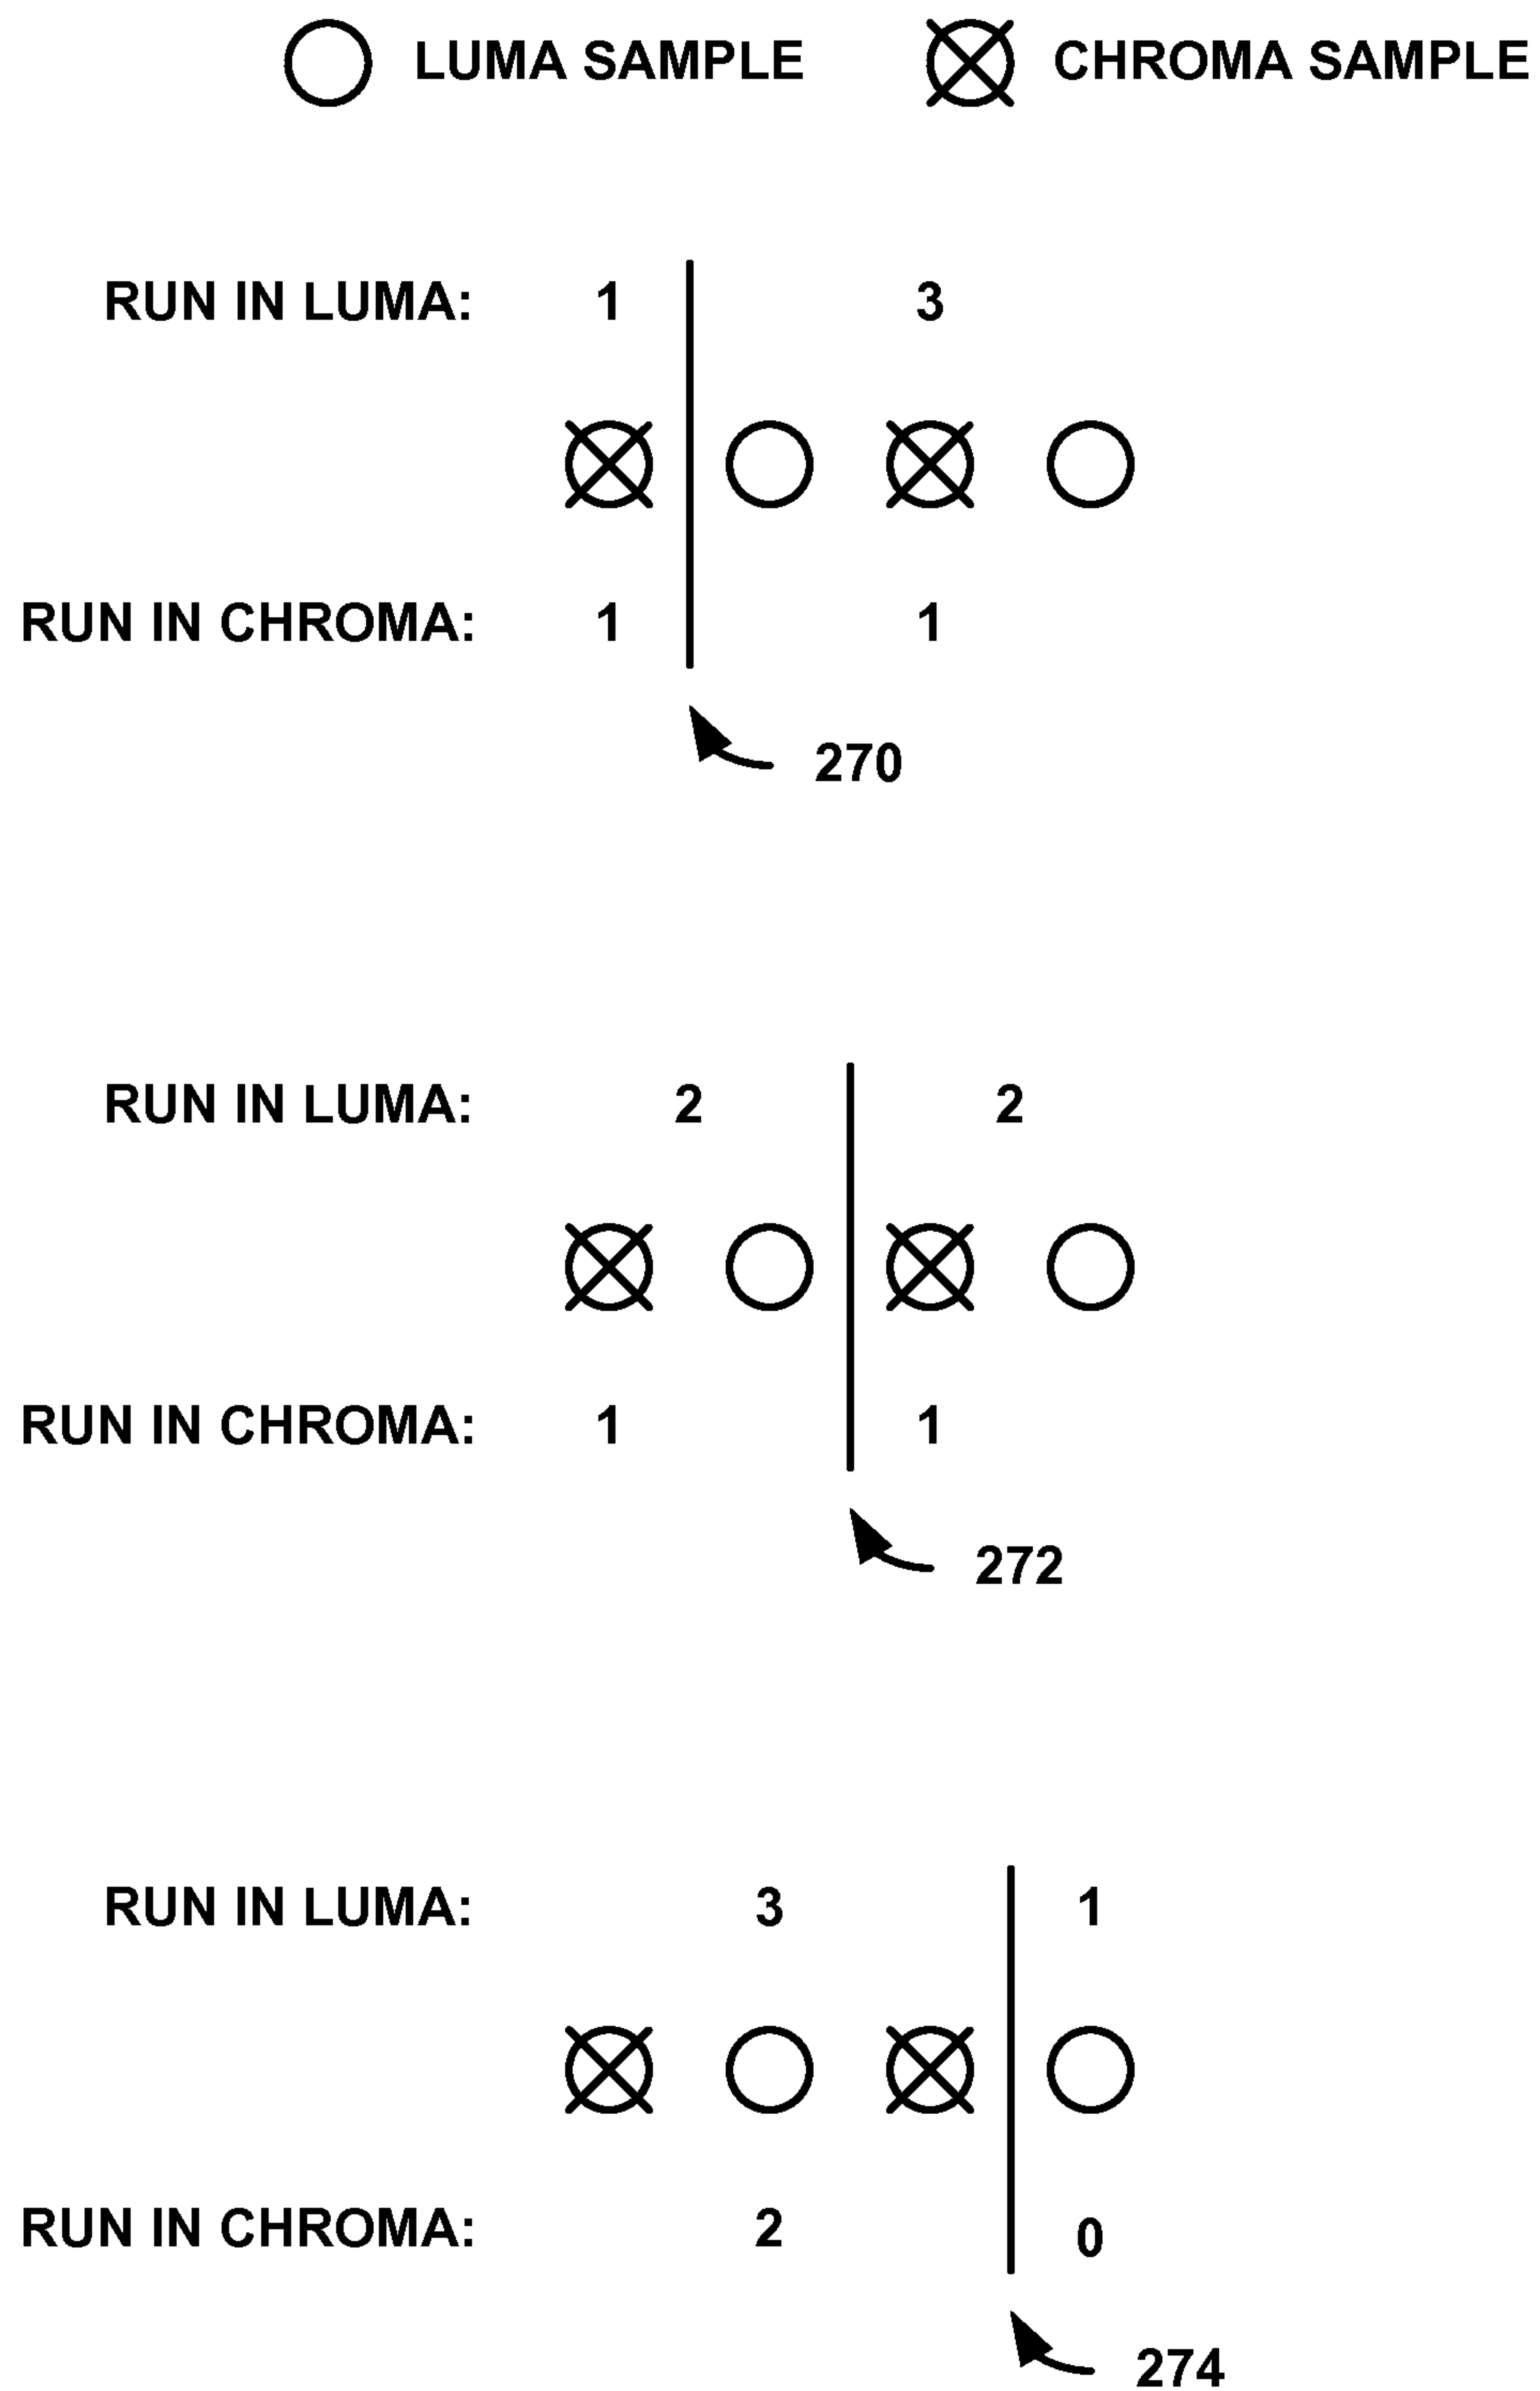 LUMA SAMPLE CHROMA SAMPLE
RUN IN LUMA: 1 3
RUN IN CHROMA: 1 1
270
RUN IN LUMA: 2 2
RUN IN CHROMA: 1 1
272
RUN IN LUMA: 3 1
RUN IN CHROMA: 2 0
274